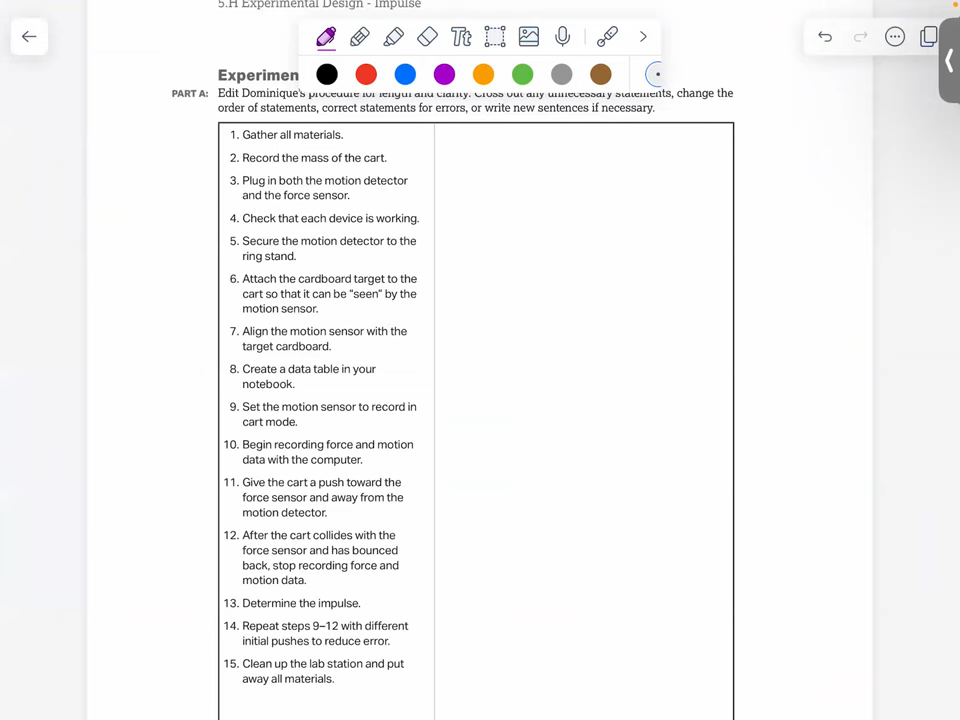 5.H Experimental Design - Impulse
Tt
Experimen
PART A: Edit Dominique's procedure for length and clarity. Cross out any unnecessary statements, change the
order of statements, correct statements for errors, or write new sentences if necessary.
1. Gather all materials.
2. Record the mass of the cart.
3. Plug in both the motion detector
and the force sensor.
4. Check that each device is working.
5. Secure the motion detector to the
ring stand.
6. Attach the cardboard target to the
cart so that it can be “seen” by the
motion sensor.
7. Align the motion sensor with the
target cardboard.
8. Create a data table in your
notebook.
9. Set the motion sensor to record in
cart mode.
10. Begin recording force and motion
data with the computer.
11. Give the cart a push toward the
force sensor and away from the
motion detector.
12. After the cart collides with the
force sensor and has bounced
back, stop recording force and
motion data.
13. Determine the impulse.
14. Repeat steps 9–12 with different
initial pushes to reduce error.
15. Clean up the lab station and put
away all materials.